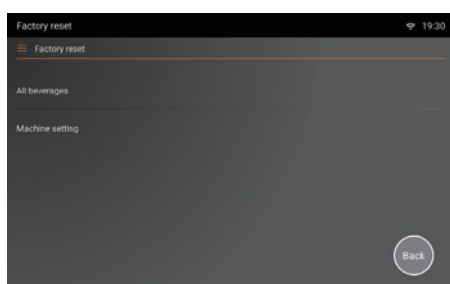 Factory reset 19:30
Factory reset
All beverages
Machine setting
Back